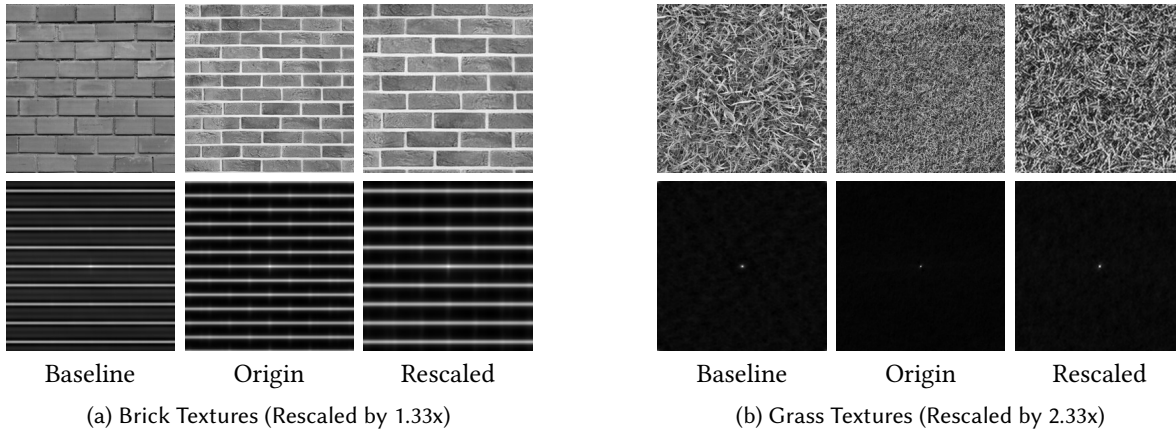 Baseline Origin Rescaled
(a) Brick Textures (Rescaled by 1.33x)
Baseline Origin Rescaled
(b) Grass Textures (Rescaled by 2.33x)